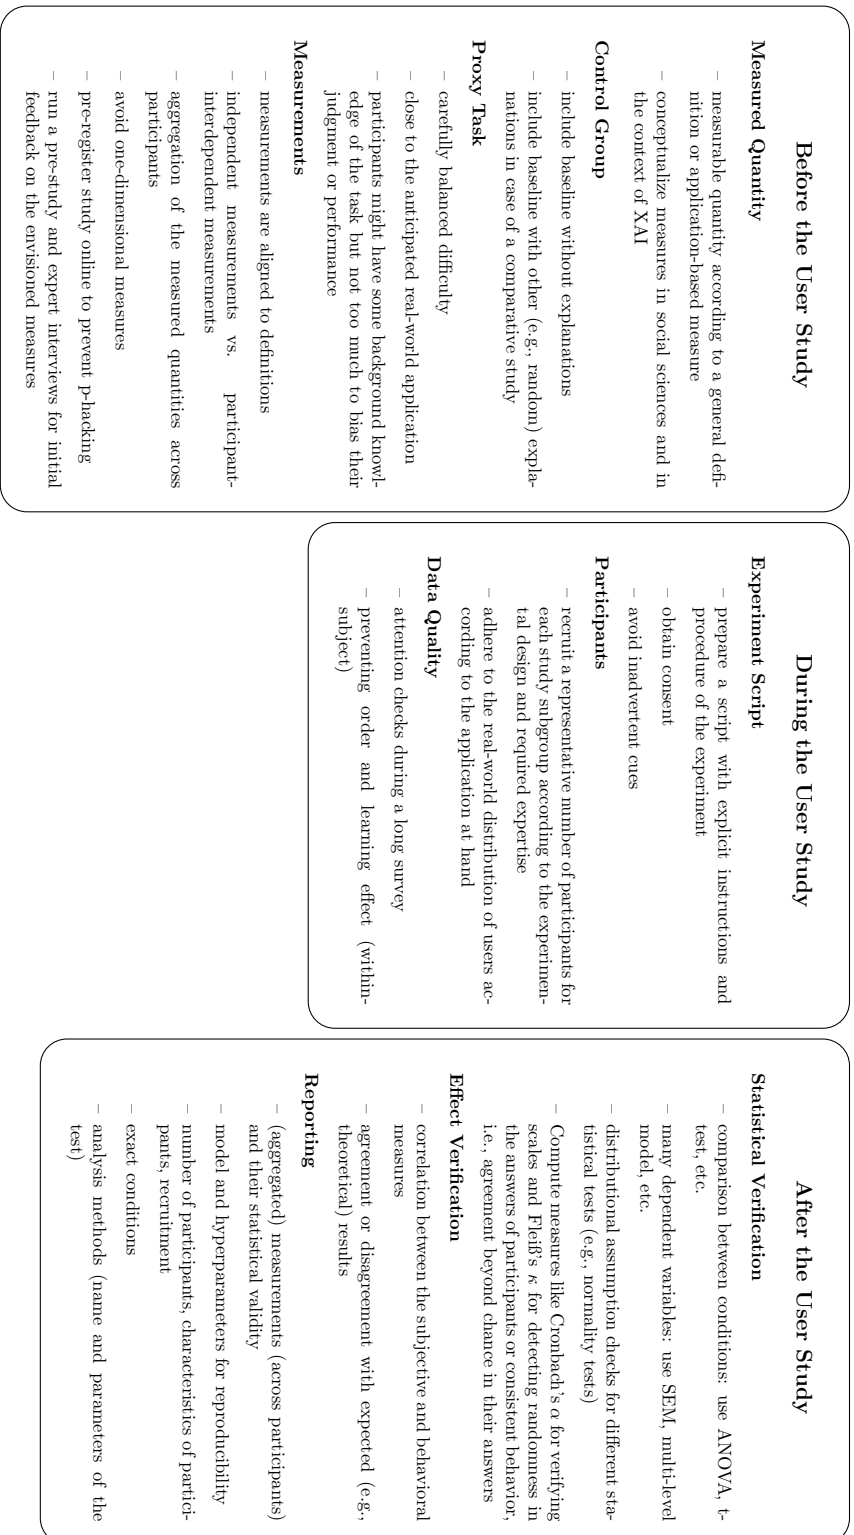 Before the User Study
Measured Quantity
– measurable quantity according to a general defi-
nition or application-based measure
– conceptualize measures in social sciences and in
the context of XAI
Control Group
– include baseline without explanations
– include baseline with other (e.g., random) expla-
nations in case of a comparative study
Proxy Task
– carefully balanced difficulty
– close to the anticipated real-world application
– participants might have some background knowl-
edge of the task but not too much to bias their
judgment or performance
Measurements
– measurements are aligned to definitions
– independent measurements vs. participant-
interdependent measurements
– aggregation of the measured quantities across
participants
– avoid one-dimensional measures
– pre-register study online to prevent p-hacking
– run a pre-study and expert interviews for initial
feedback on the envisioned measures
During the User Study
Experiment Script
– prepare a script with explicit instructions and
procedure of the experiment
– obtain consent
– avoid inadvertent cues
Participants
– recruit a representative number of participants for
each study subgroup according to the experimen-
tal design and required expertise
– adhere to the real-world distribution of users ac-
cording to the application at hand
Data Quality
– attention checks during a long survey
– preventing order and learning effect (within-
subject)
After the User Study
Statistical Verification
– comparison between conditions: use ANOVA, t-
test, etc.
– many dependent variables: use SEM, multi-level
model, etc.
– distributional assumption checks for different sta-
tistical tests (e.g., normality tests)
– Compute measures like Cronbach's α for verifying
scales and Fleiß's κ for detecting randomness in
the answers of participants or consistent behavior,
i.e., agreement beyond chance in their answers
Effect Verification
– correlation between the subjective and behavioral
measures
– agreement or disagreement with expected (e.g.,
theoretical) results
Reporting
– (aggregated) measurements (across participants)
and their statistical validity
– model and hyperparameters for reproducibility
– number of participants, characteristics of partici-
pants, recruitment
– exact conditions
– analysis methods (name and parameters of the
test)